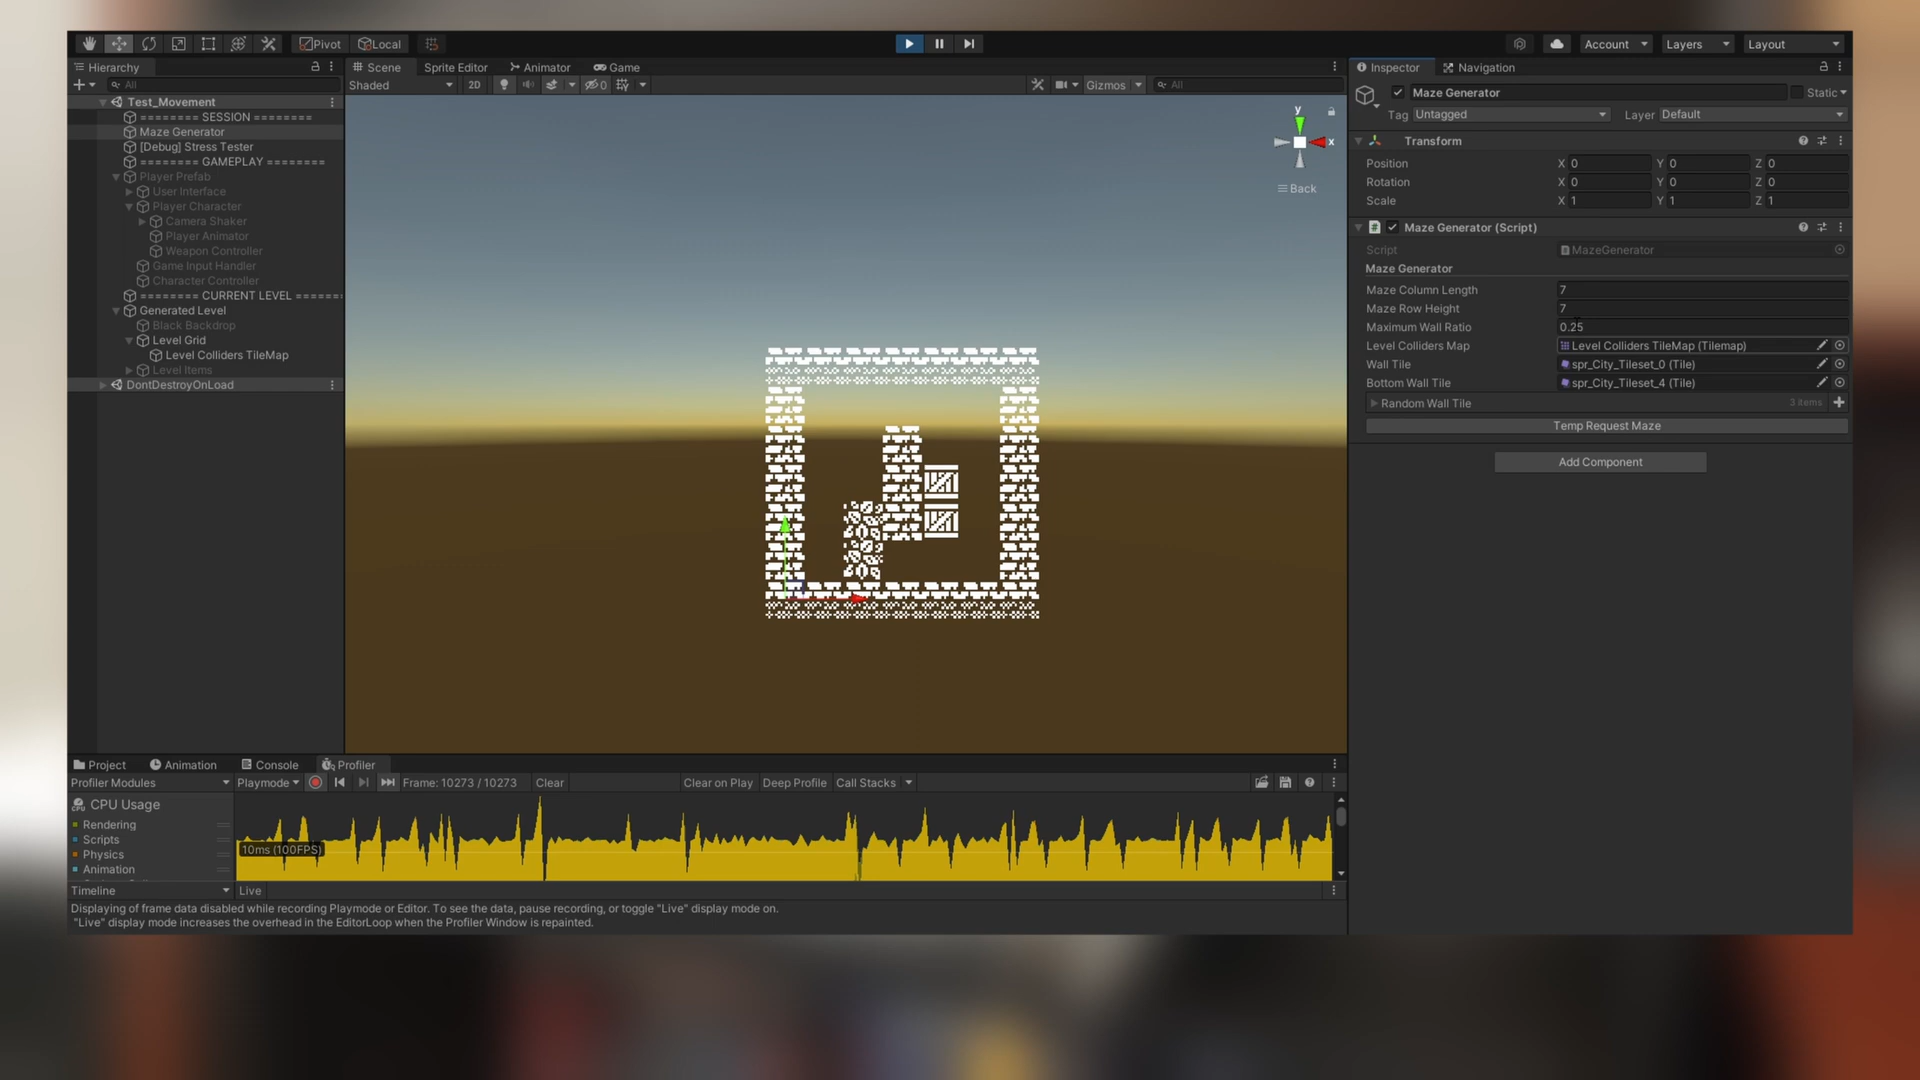 Pivot Local Account Layers Layout
Hierarchy
All
Test_Movement
======== SESSION ========
Maze Generator
[Debug] Stress Tester
======== GAMEPLAY ========
Player Prefab
User Interface
Player Character
Camera Shaker
Player Animator
Weapon Controller
Game Input Handler
Character Controller
======== CURRENT LEVEL ======
Generated Level
Black Backdrop
Level Grid
Level Colliders TileMap
Level Items
DontDestroyOnLoad
Scene Sprite Editor Animator Game
Shaded 2D 0 Gizmos All
y
x
Back
Inspector Navigation
Maze Generator Static
Tag Untagged Layer Default
Transform
Position X 0 Y 0 Z 0
Rotation X 0 Y 0 Z 0
Scale X 1 Y 1 Z 1
# Maze Generator (Script)
Script MazeGenerator
Maze Generator
Maze Column Length 7
Maze Row Height 7
Maximum Wall Ratio 0.25
Level Colliders Map Level Colliders TileMap (Tilemap)
Wall Tile spr_City_Tileset_0 (Tile)
Bottom Wall Tile spr_City_Tileset_4 (Tile)
Random Wall Tile 3 items
Temp Request Maze
Add Component
Project Animation Console Profiler
Profiler Modules Playmode Frame: 10273 / 10273 Clear Clear on Play Deep Profile Call Stacks
CPU Usage
Rendering
Scripts
Physics
Animation
10ms (100FPS)
Timeline Live
Displaying of frame data disabled while recording Playmode or Editor. To see the data, pause recording, or toggle "Live" display mode on.
"Live" display mode increases the overhead in the EditorLoop when the Profiler Window is repainted.